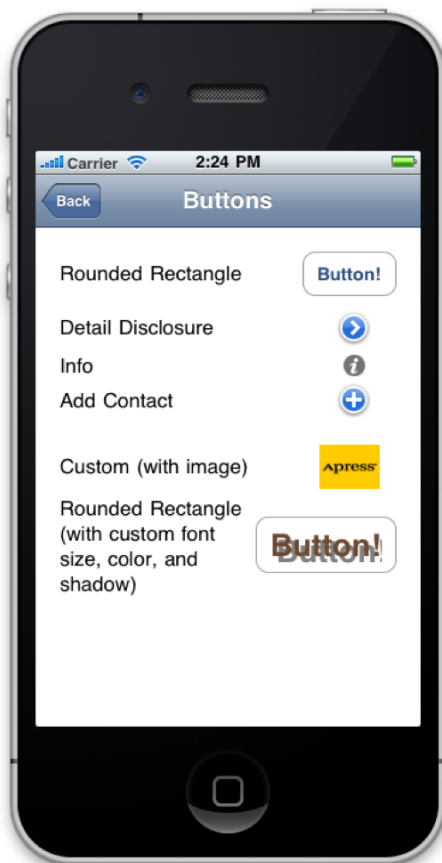 Carrier 2:24 PM
Back Buttons
Rounded Rectangle Button!
Detail Disclosure
Info i
Add Contact
Custom (with image) Apress®
Rounded Rectangle
(with custom font
size, color, and
shadow)
Button!